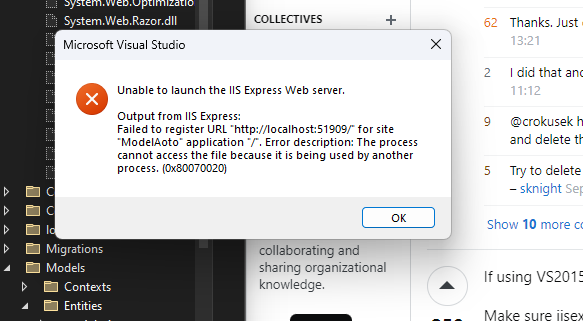 System.Web.Optimizatio
System.Web.Razor.dll
Microsoft Visual Studio
Unable to launch the IIS Express Web server.
Output from IIS Express:
Failed to register URL "http://localhost:51909/" for site
"ModelAoto" application "/". Error description: The process
cannot access the file because it is being used by another
process. (0x80070020)
OK
C
C
Migrations
Models
Contexts
Entities
COLLECTIVES
collaborating and
sharing organizational
knowledge.
62 Thanks. Just
13:21
2 I did that an
11:12
9 @crokusek h
and delete th
5 Try to delete
– sknight Sep
Show 10 more co
If using VS2015
Make sure iisex